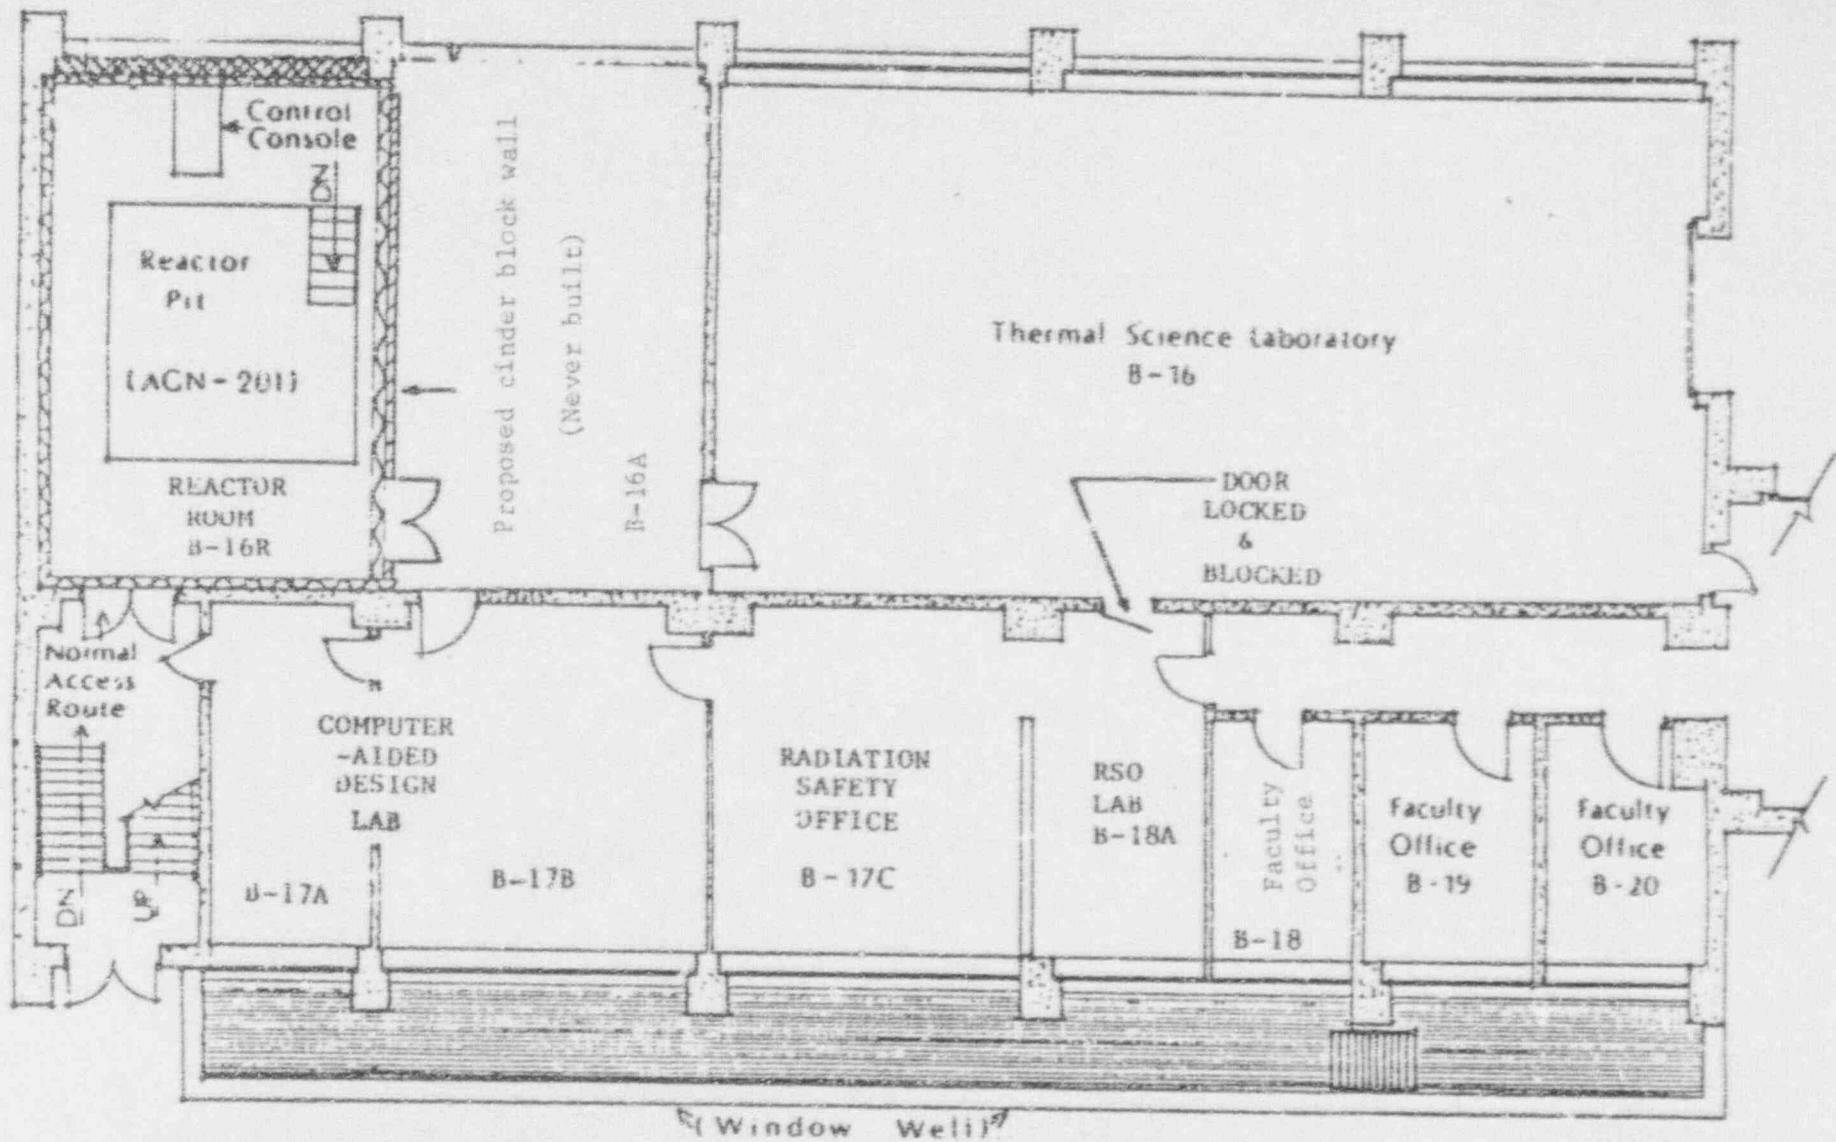 Control
Console
DN
Reactor
Pit
(AGN-201)
REACTOR
ROOM
B-16R
Proposed cinder block wall
(Never built)
B-16A
Thermal Science Laboratory
B-16
DOOR
LOCKED
&
BLOCKED
Normal
Access
Route
DN
UP
COMPUTER
-AIDED
DESIGN
LAB
B-17A
B-17B
RADIATION
SAFETY
OFFICE
B-17C
RSO
LAB
B-18A
Faculty
Office
B-18
Faculty
Office
B-19
Faculty
Office
B-20
(Window Well)